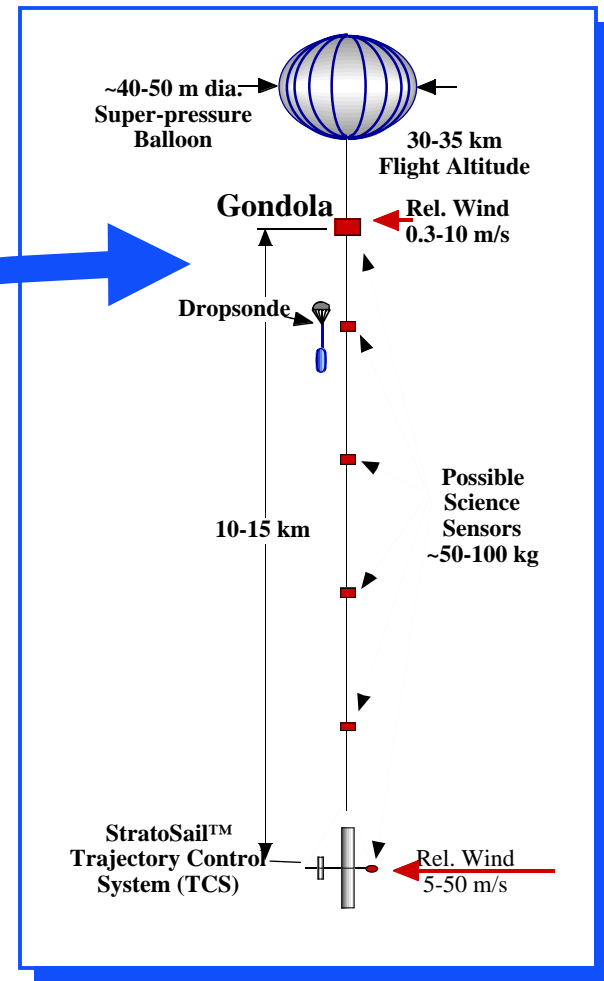 ~40-50 m dia.
Super-pressure
Balloon
30-35 km
Flight Altitude
Gondola
Rel. Wind
0.3-10 m/s
Dropsonde
Possible
Science
Sensors
~50-100 kg
10-15 km
StratoSail™
Trajectory Control
System (TCS)
Rel. Wind
5-50 m/s